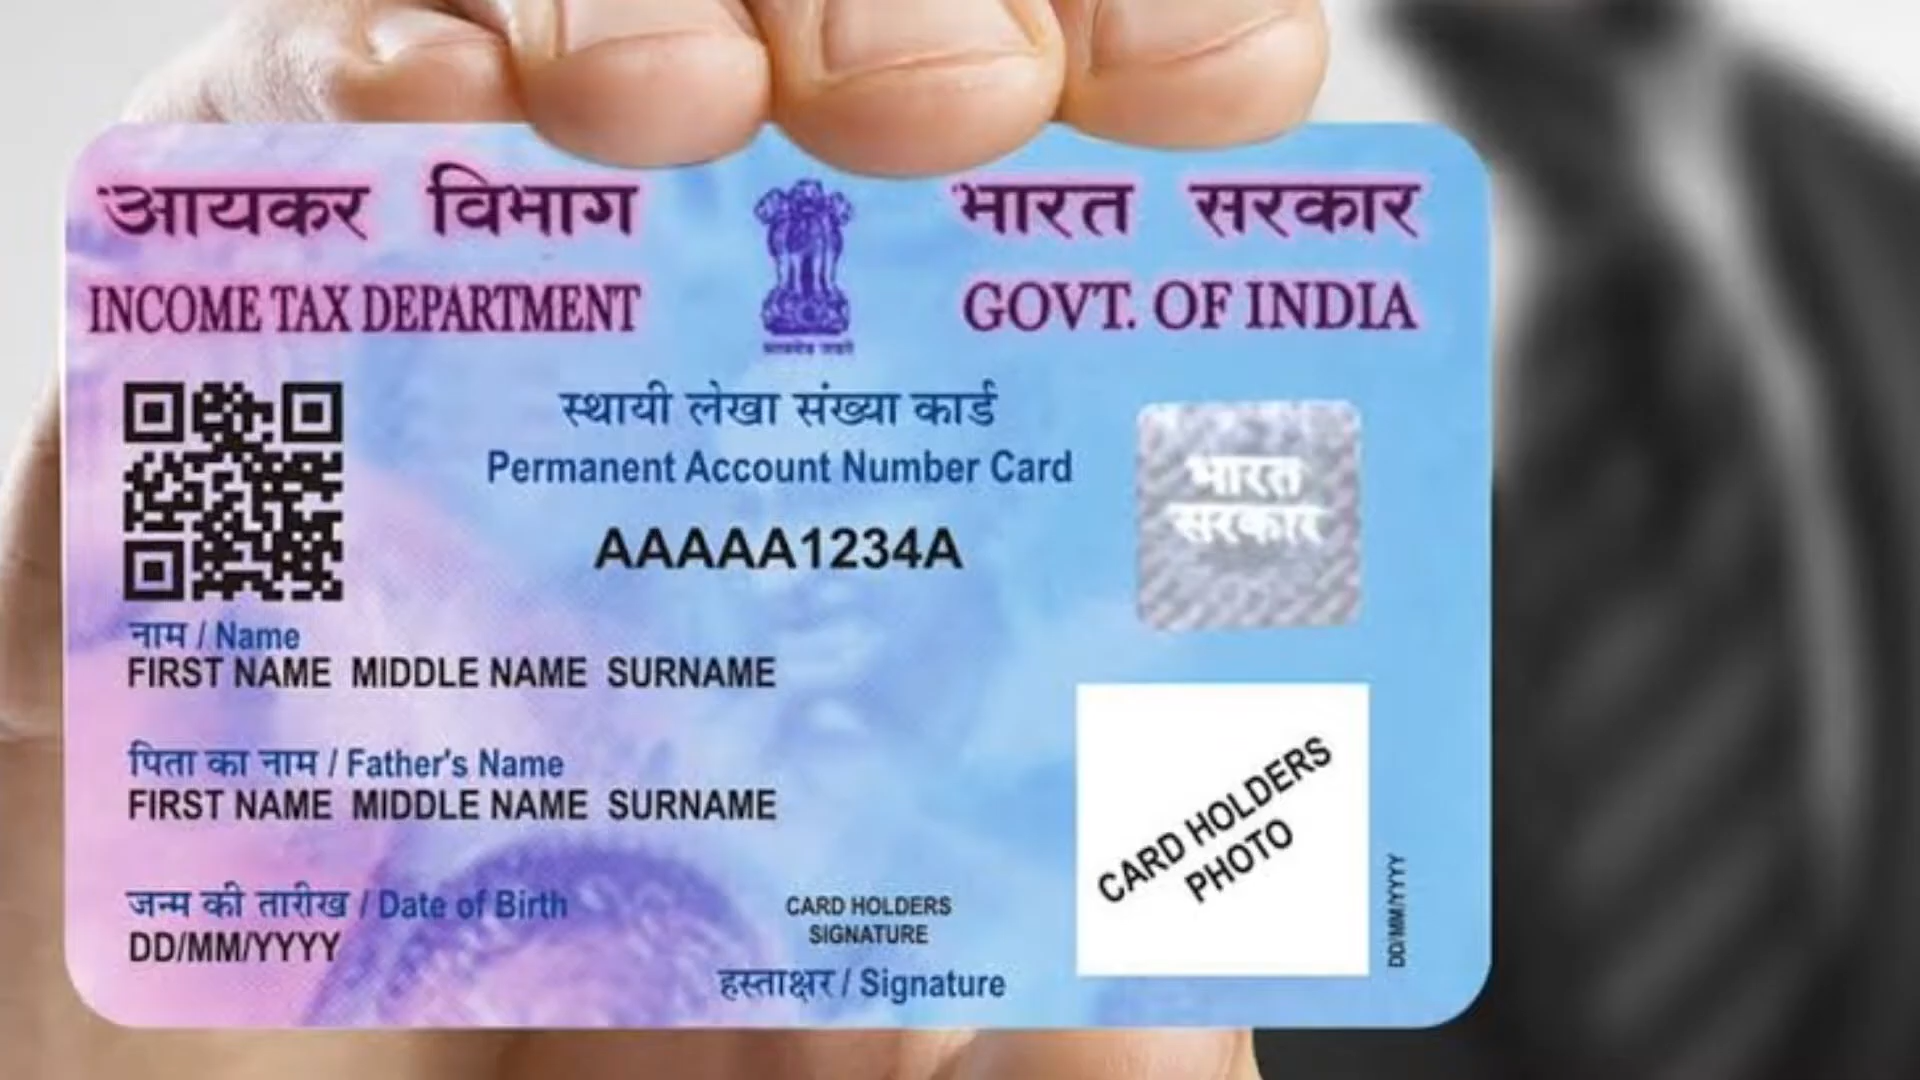 आयकर विभाग
INCOME TAX DEPARTMENT
भारत सरकार
GOVT. OF INDIA
स्थायी लेखा संख्या कार्ड
Permanent Account Number Card
AAAAA1234A
भारत
सरकार
नाम / Name
FIRST NAME MIDDLE NAME SURNAME
पिता का नाम / Father's Name
FIRST NAME MIDDLE NAME SURNAME
जन्म की तारीख / Date of Birth
DD/MM/YYYY
CARD HOLDERS
SIGNATURE
हस्ताक्षर / Signature
CARD HOLDERS
PHOTO
DD/MM/YYYY